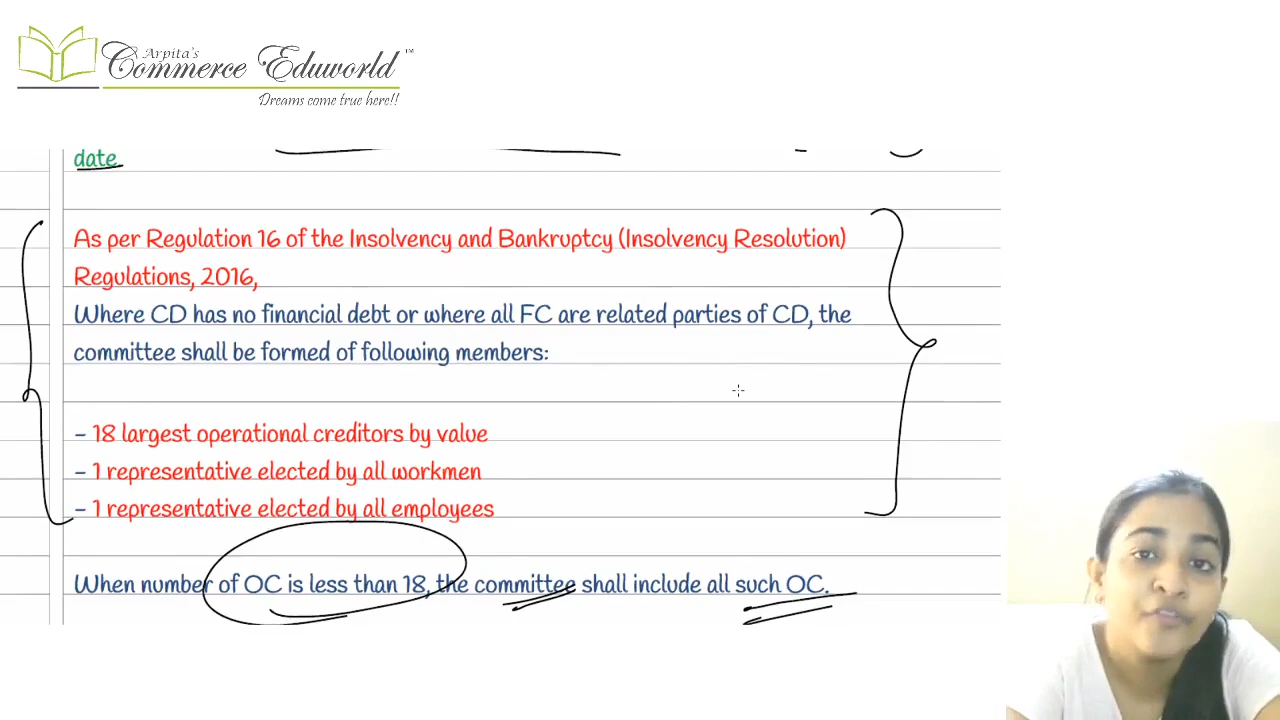 Arpita's
Commerce Eduworld™
Dreams come true here!!
date
As per Regulation 16 of the Insolvency and Bankruptcy (Insolvency Resolution)
Regulations, 2016,
Where CD has no financial debt or where all FC are related parties of CD, the
committee shall be formed of following members:
- 18 largest operational creditors by value
- 1 representative elected by all workmen
- 1 representative elected by all employees
When number of OC is less than 18, the committee shall include all such OC.